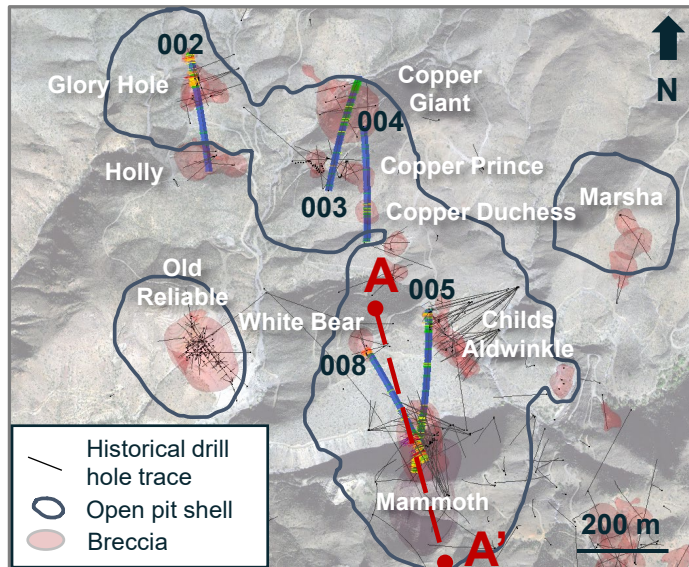 002
Glory Hole
Copper
Giant
N
004
Holly
003
Copper Prince
Marsha
Copper Duchess
Old
Reliable
A
005
White Bear
Childs
Aldwinkle
008
Mammoth
A'
Historical drill
hole trace
Open pit shell
Breccia
200 m